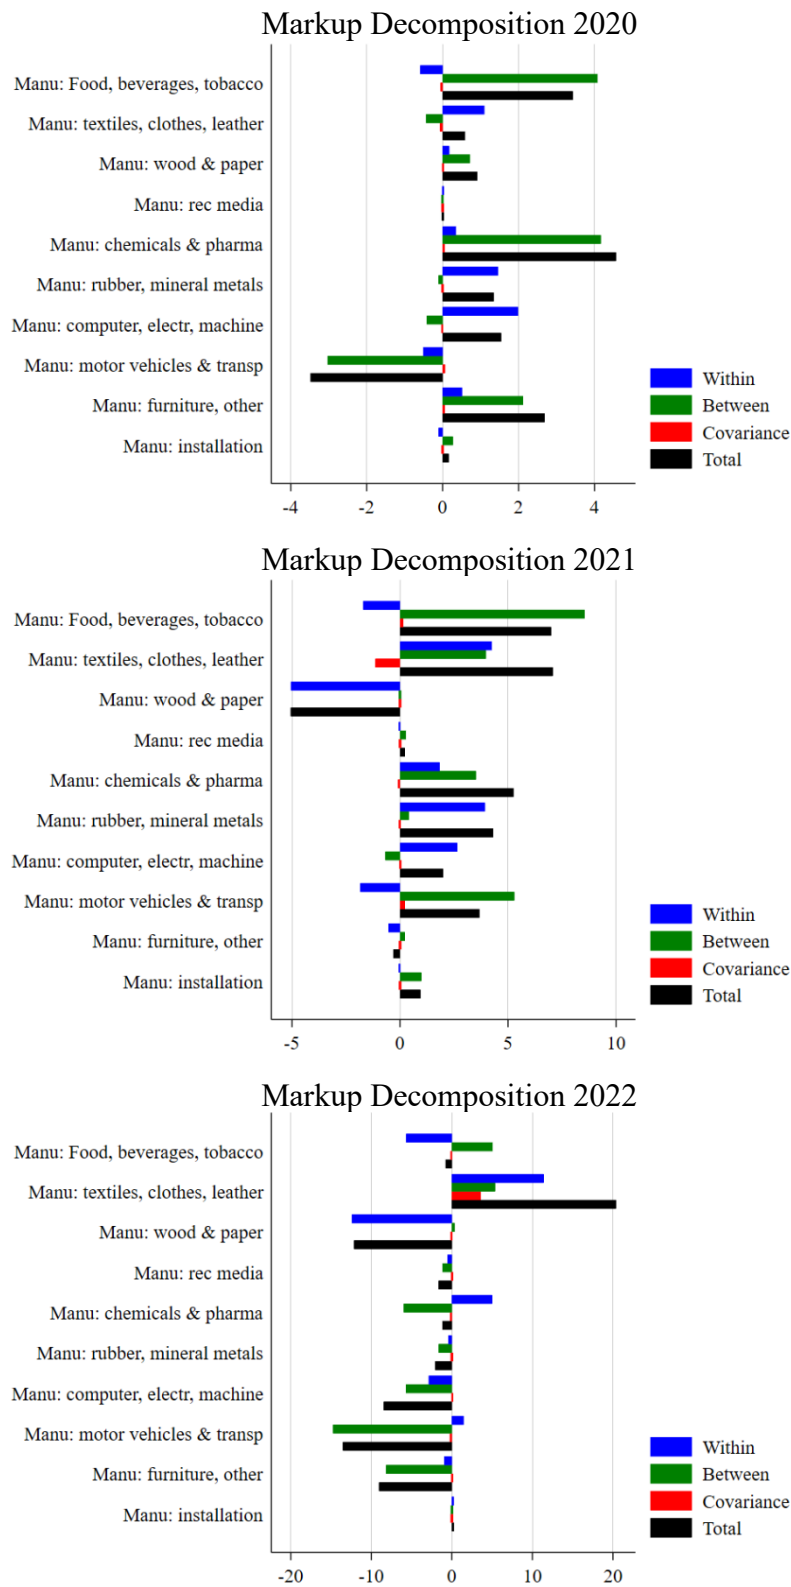 Markup Decomposition 2020
Manu: Food, beverages, tobacco
Manu: textiles, clothes, leather
Manu: wood & paper
Manu: rec media
Manu: chemicals & pharma
Manu: rubber, mineral metals
Manu: computer, electr, machine
Manu: motor vehicles & transp
Manu: furniture, other
Manu: installation
Within
Between
Covariance
Total
-4 -2 0 2 4
Markup Decomposition 2021
Manu: Food, beverages, tobacco
Manu: textiles, clothes, leather
Manu: wood & paper
Manu: rec media
Manu: chemicals & pharma
Manu: rubber, mineral metals
Manu: computer, electr, machine
Manu: motor vehicles & transp
Manu: furniture, other
Manu: installation
Within
Between
Covariance
Total
-5 0 5 10
Markup Decomposition 2022
Manu: Food, beverages, tobacco
Manu: textiles, clothes, leather
Manu: wood & paper
Manu: rec media
Manu: chemicals & pharma
Manu: rubber, mineral metals
Manu: computer, electr, machine
Manu: motor vehicles & transp
Manu: furniture, other
Manu: installation
Within
Between
Covariance
Total
-20 -10 0 10 20